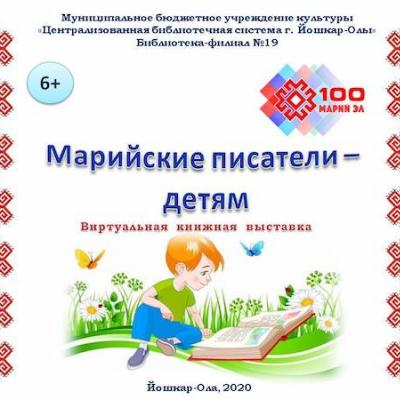 Муниципальное бюджетное учреждение культуры
«Централизованная библиотечная система г. Йошкар-Олы»
Библиотека-филиал №19
6+
100
МАРИЙ ЭЛ
Марийские писатели –
детям
Виртуальная книжная выставка
Йошкар-Ола, 2020